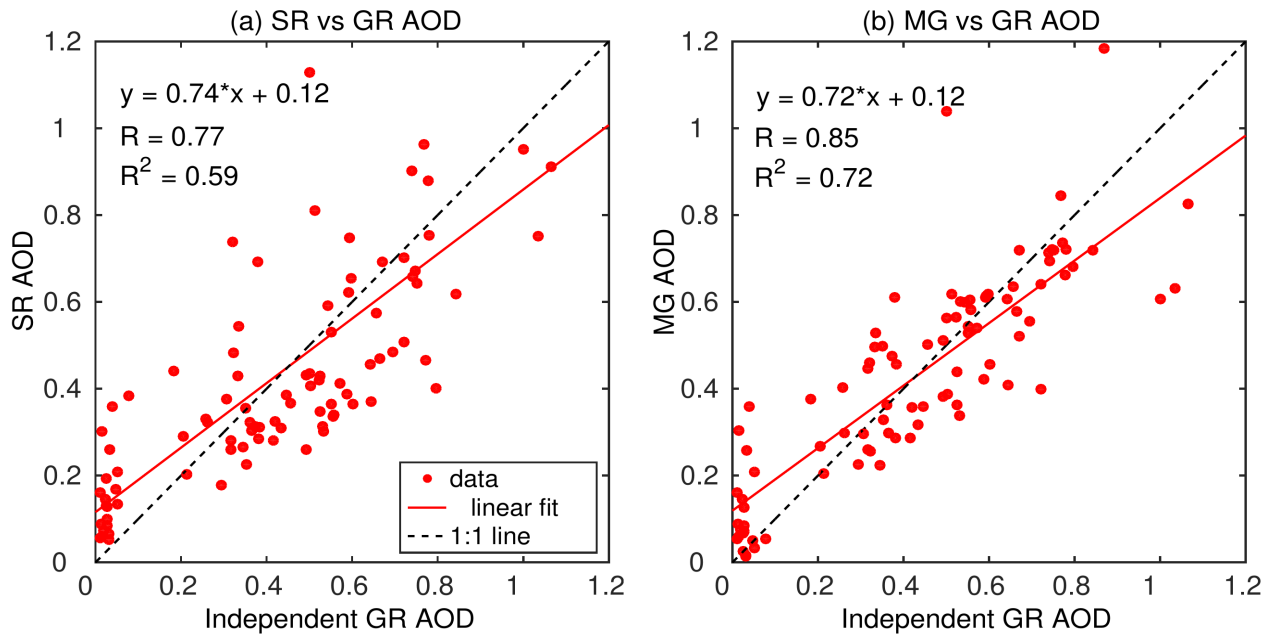 (a) SR vs GR AOD
y = 0.74*x + 0.12
R = 0.77
R² = 0.59
SR AOD
1.2
1
0.8
0.6
0.4
0.2
0
0 0.2 0.4 0.6 0.8 1 1.2
Independent GR AOD
data
linear fit
1:1 line
(b) MG vs GR AOD
y = 0.72*x + 0.12
R = 0.85
R² = 0.72
MG AOD
1.2
1
0.8
0.6
0.4
0.2
0
0 0.2 0.4 0.6 0.8 1 1.2
Independent GR AOD